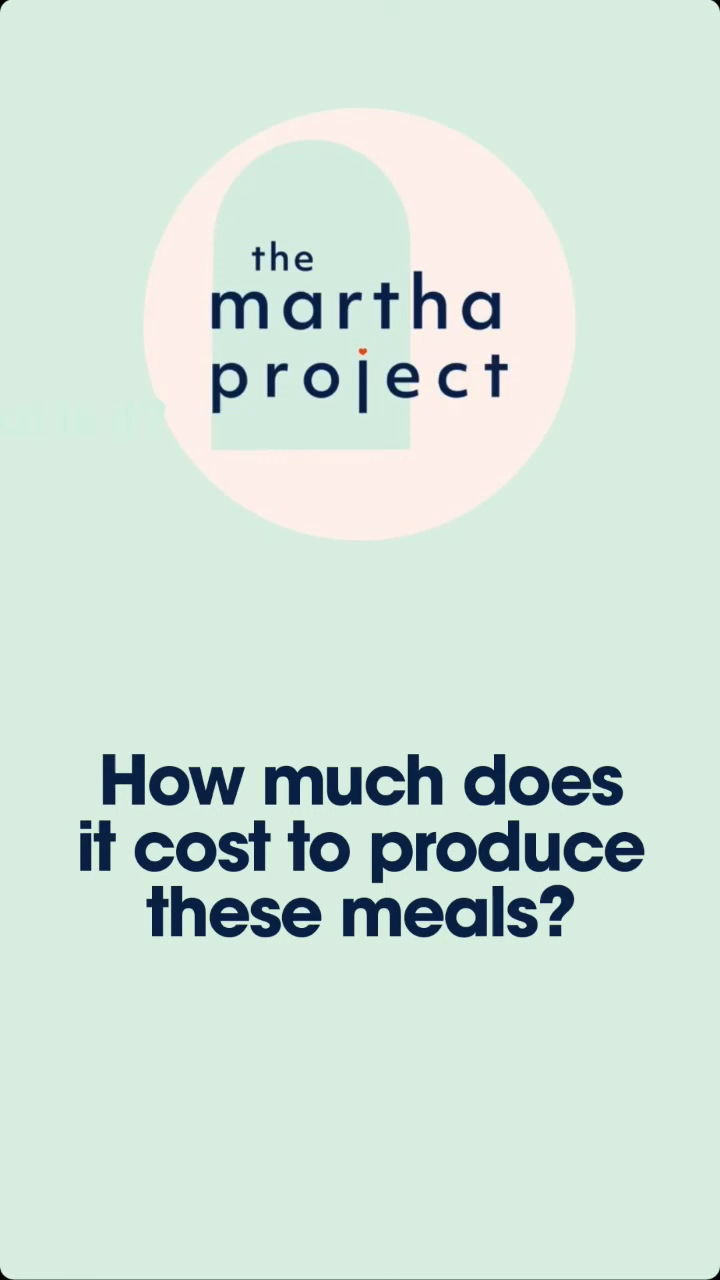 the
martha
project
How much does
it cost to produce
these meals?